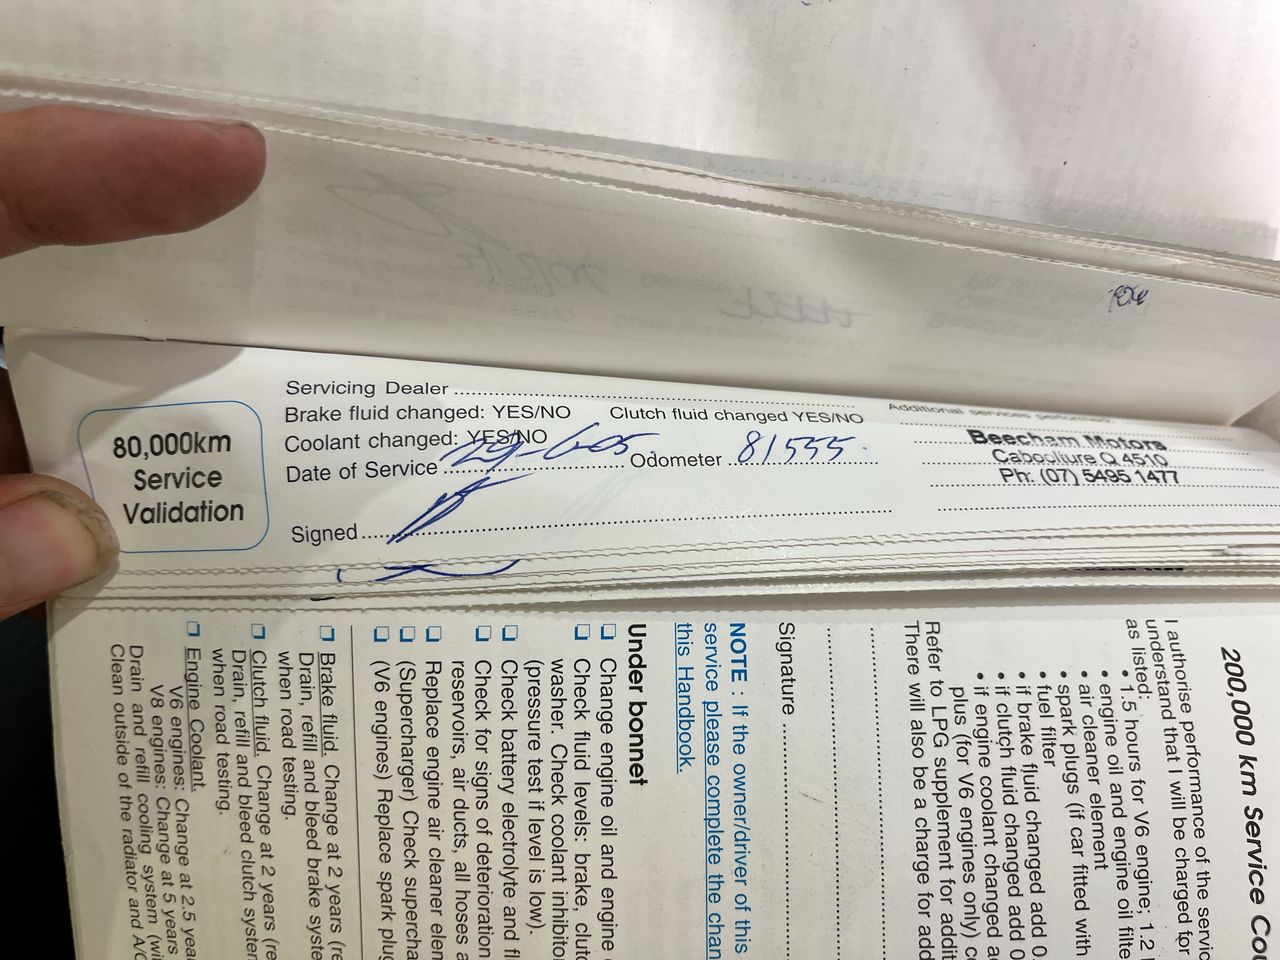 80,000km
Service
Validation
Servicing Dealer
Brake fluid changed: YES/NO Clutch fluid changed YES/NO
Coolant changed: YES/NO
Date of Service 29-6-05 Odometer 81555
Signed
Additional services performed:
Beecham Motors
Caboolture Q 4510
Ph: (07) 5495 1477
200,000 km Service Cou
I authorise performance of the servic
understand that I will be charged for
as listed:
• 1.5 hours for V6 engine; 1.2
• engine oil and engine oil filte
• air cleaner element
• spark plugs (if car fitted with
• fuel filter
• if brake fluid changed add 0.
• if clutch fluid changed add 0
• if engine coolant changed a
plus (for V6 engines only) c
Refer to LPG supplement for addit
There will also be a charge for add
Signature
NOTE : If the owner/driver of this
service please complete the chan
this Handbook.
Under bonnet
Change engine oil and engine
Check fluid levels: brake, clutc
washer. Check coolant inhibito
(pressure test if level is low).
Check battery electrolyte and fl
Check for signs of deterioration
reservoirs, air ducts, all hoses a
Replace engine air cleaner elem
(Supercharger) Check supercha
(V6 engines) Replace spark plug
Brake fluid. Change at 2 years (re
Drain, refill and bleed brake syste
when road testing.
Clutch fluid. Change at 2 years (re
Drain, refill and bleed clutch system
when road testing.
Engine Coolant.
V6 engines: Change at 2.5 yea
V8 engines: Change at 5 years
Drain and refill cooling system (wi
Clean outside of the radiator and A/C